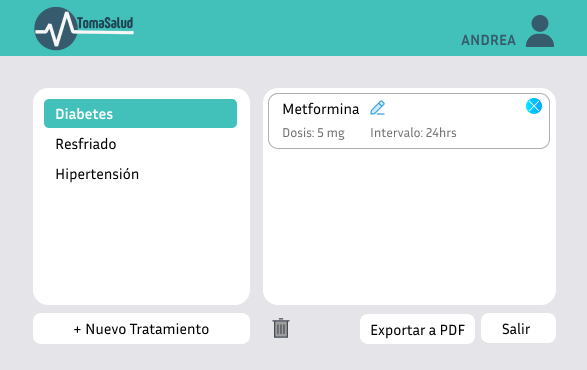 TomaSalud
ANDREA
Diabetes
Resfriado
Hipertensión
Metformina
Dosis: 5 mg Intervalo: 24hrs
+ Nuevo Tratamiento
Exportar a PDF
Salir